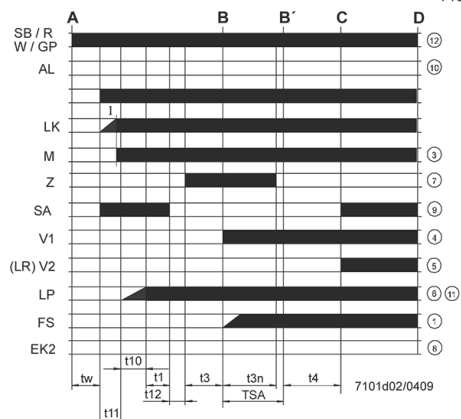 A B B´ C D
SB / R
W / GP 12
AL 10
I
LK
M 3
Z 7
SA 9
V1 4
(LR) V2 5
LP 6 11
FS 1
EK2 8
t10
tw t1 t3 t3n t4
t12 TSA
t11
7101d02/0409